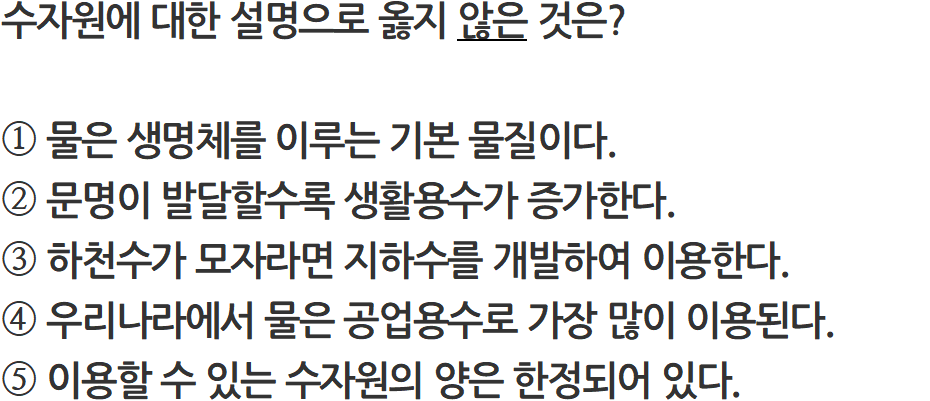 수자원에 대한 설명으로 옳지 않은 것은?
① 물은 생명체를 이루는 기본 물질이다.
② 문명이 발달할수록 생활용수가 증가한다.
③ 하천수가 모자라면 지하수를 개발하여 이용한다.
④ 우리나라에서 물은 공업용수로 가장 많이 이용된다.
⑤ 이용할 수 있는 수자원의 양은 한정되어 있다.